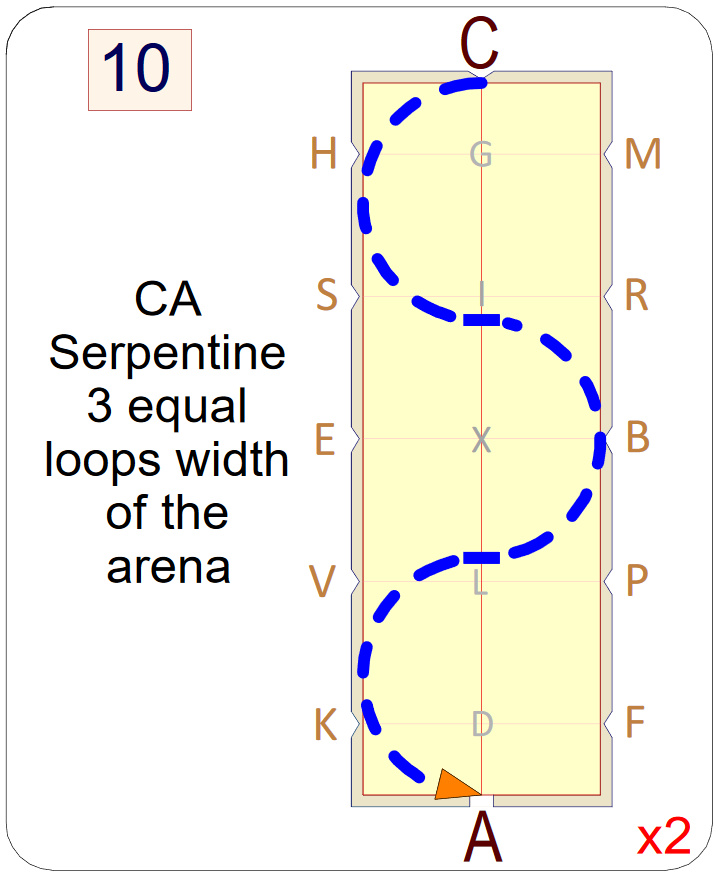 10
C
H G M
S I R
E X B
V L P
K D F
A
CA
Serpentine
3 equal
loops width
of the
arena
x2